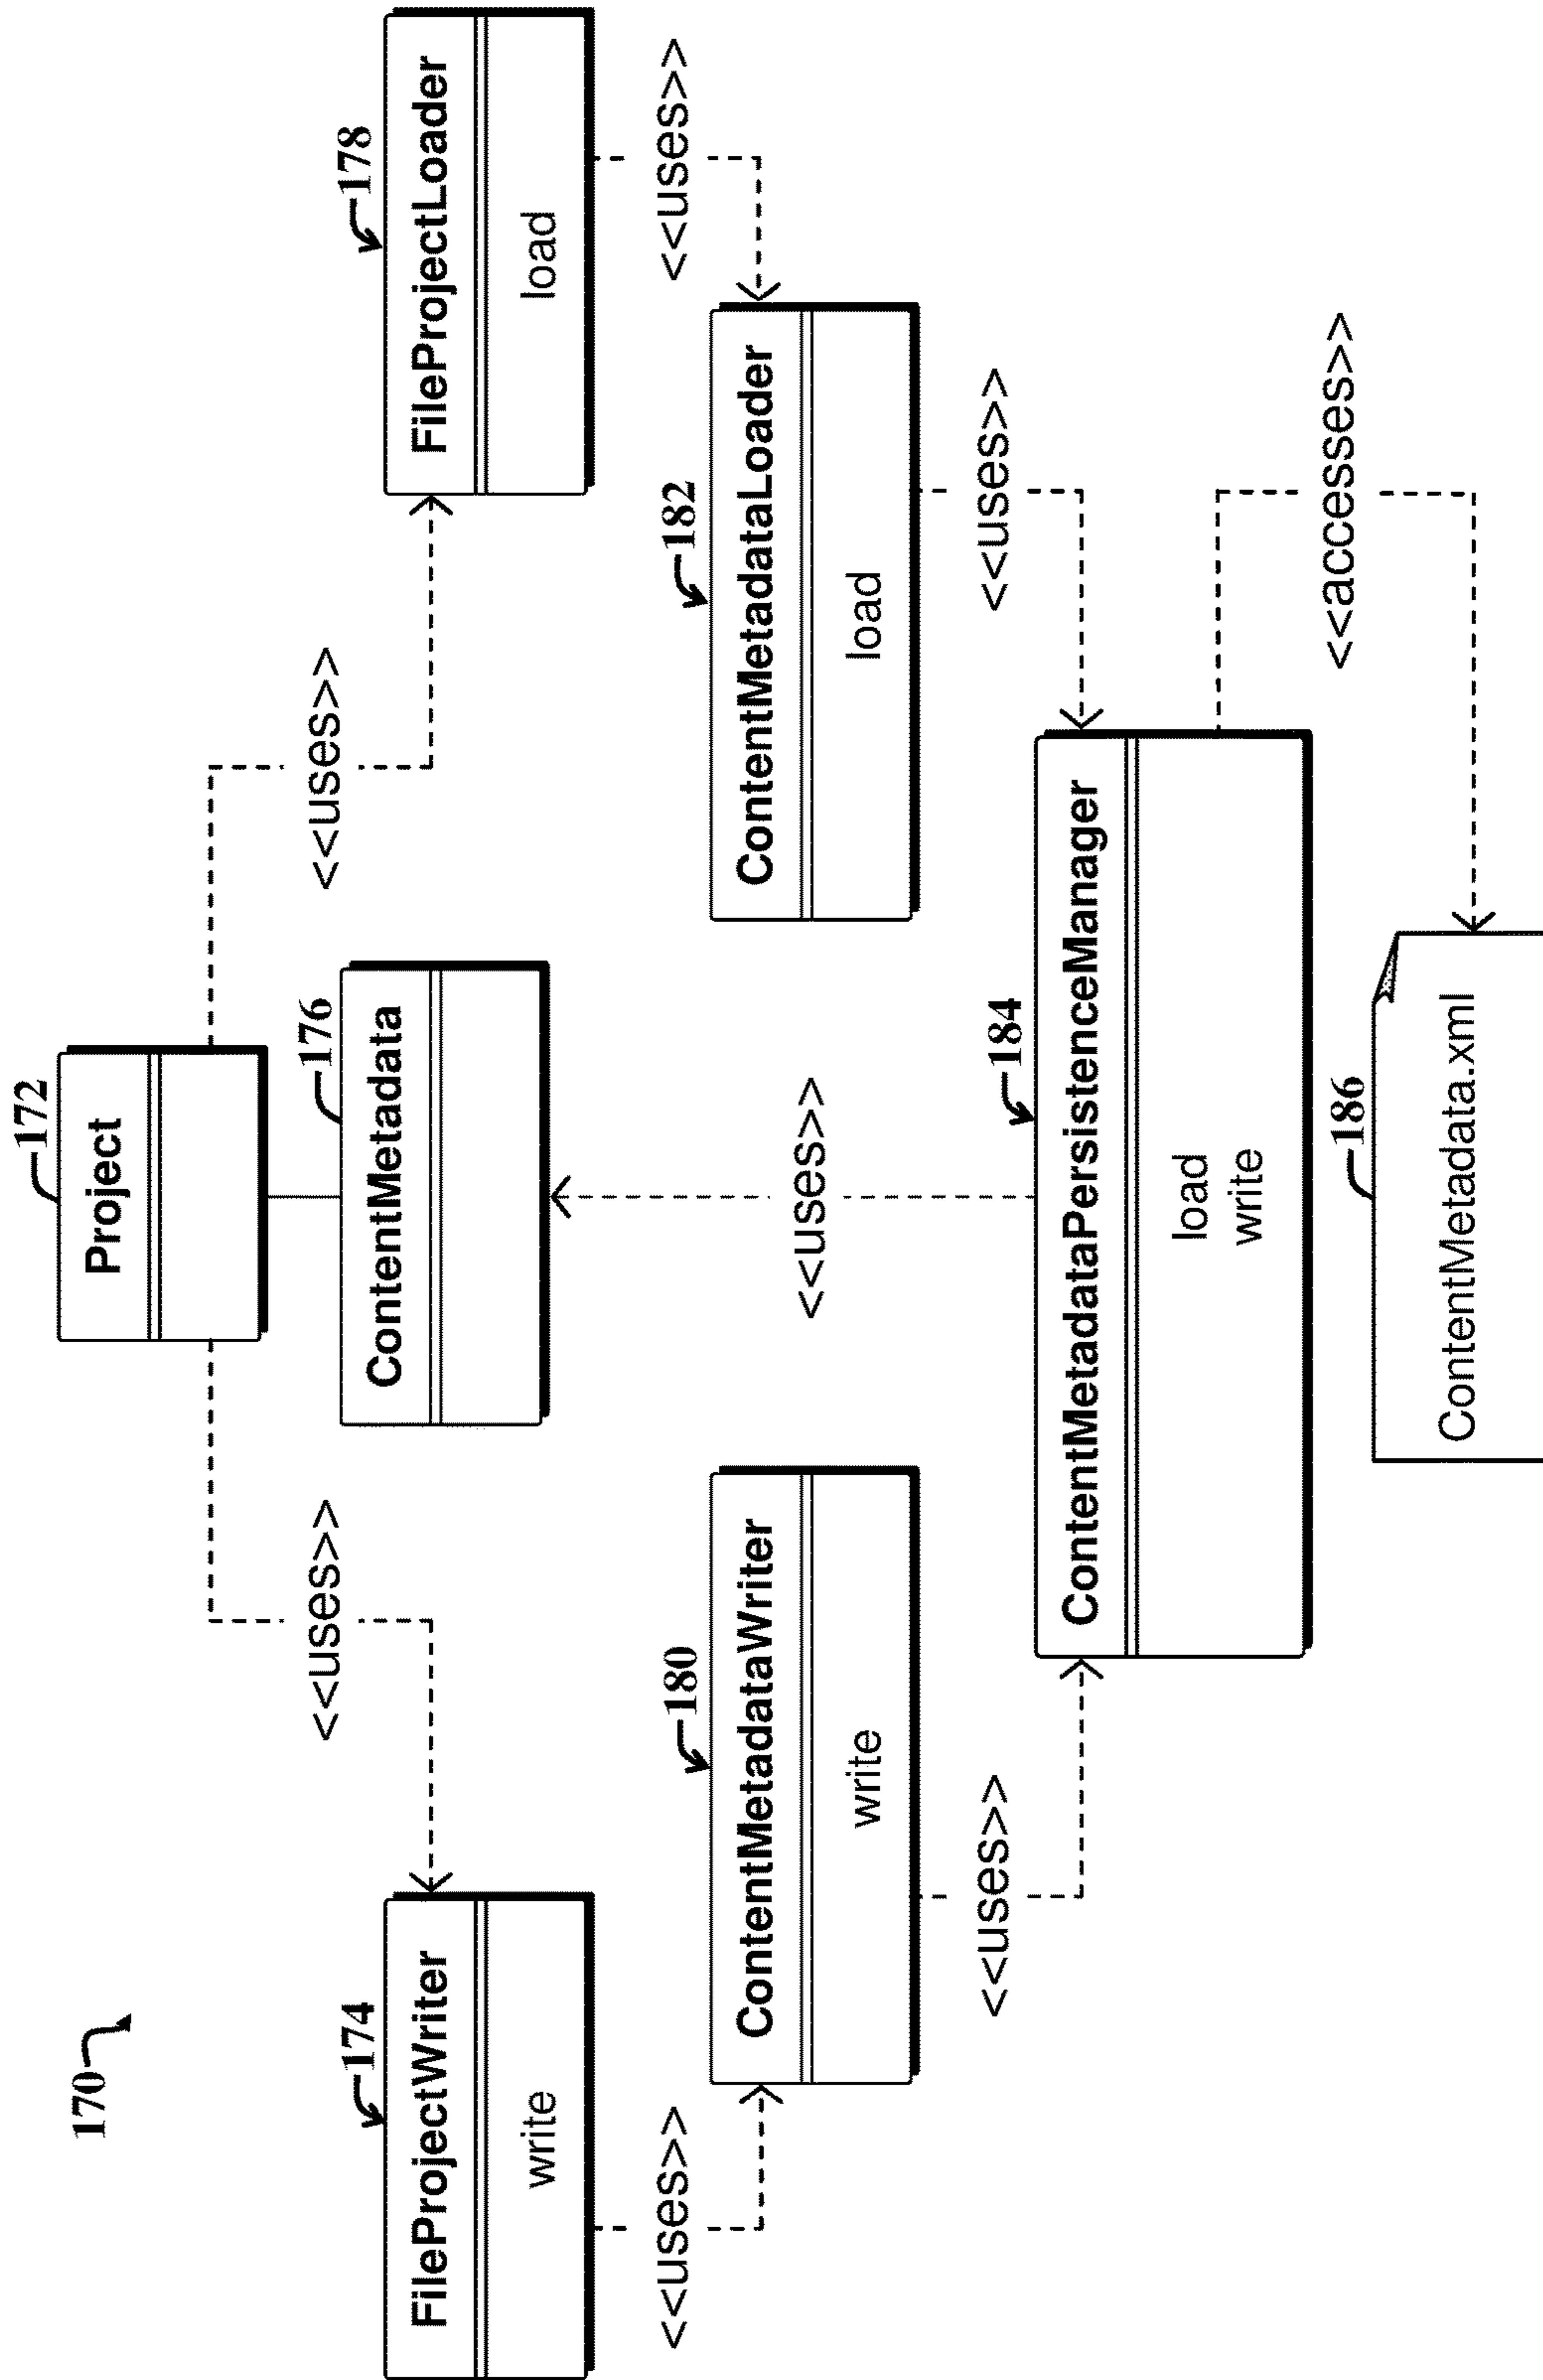 170
172
Project
<<uses>>
<<uses>>
174
FileProjectWriter
write
176
ContentMetadata
178
FileProjectLoader
load
<<uses>>
<<uses>>
180
ContentMetadataWriter
write
<<uses>>
182
ContentMetadataLoader
load
<<uses>>
<<uses>>
184
ContentMetadataPersistenceManager
load
write
<<accesses>>
186
ContentMetadata.xml